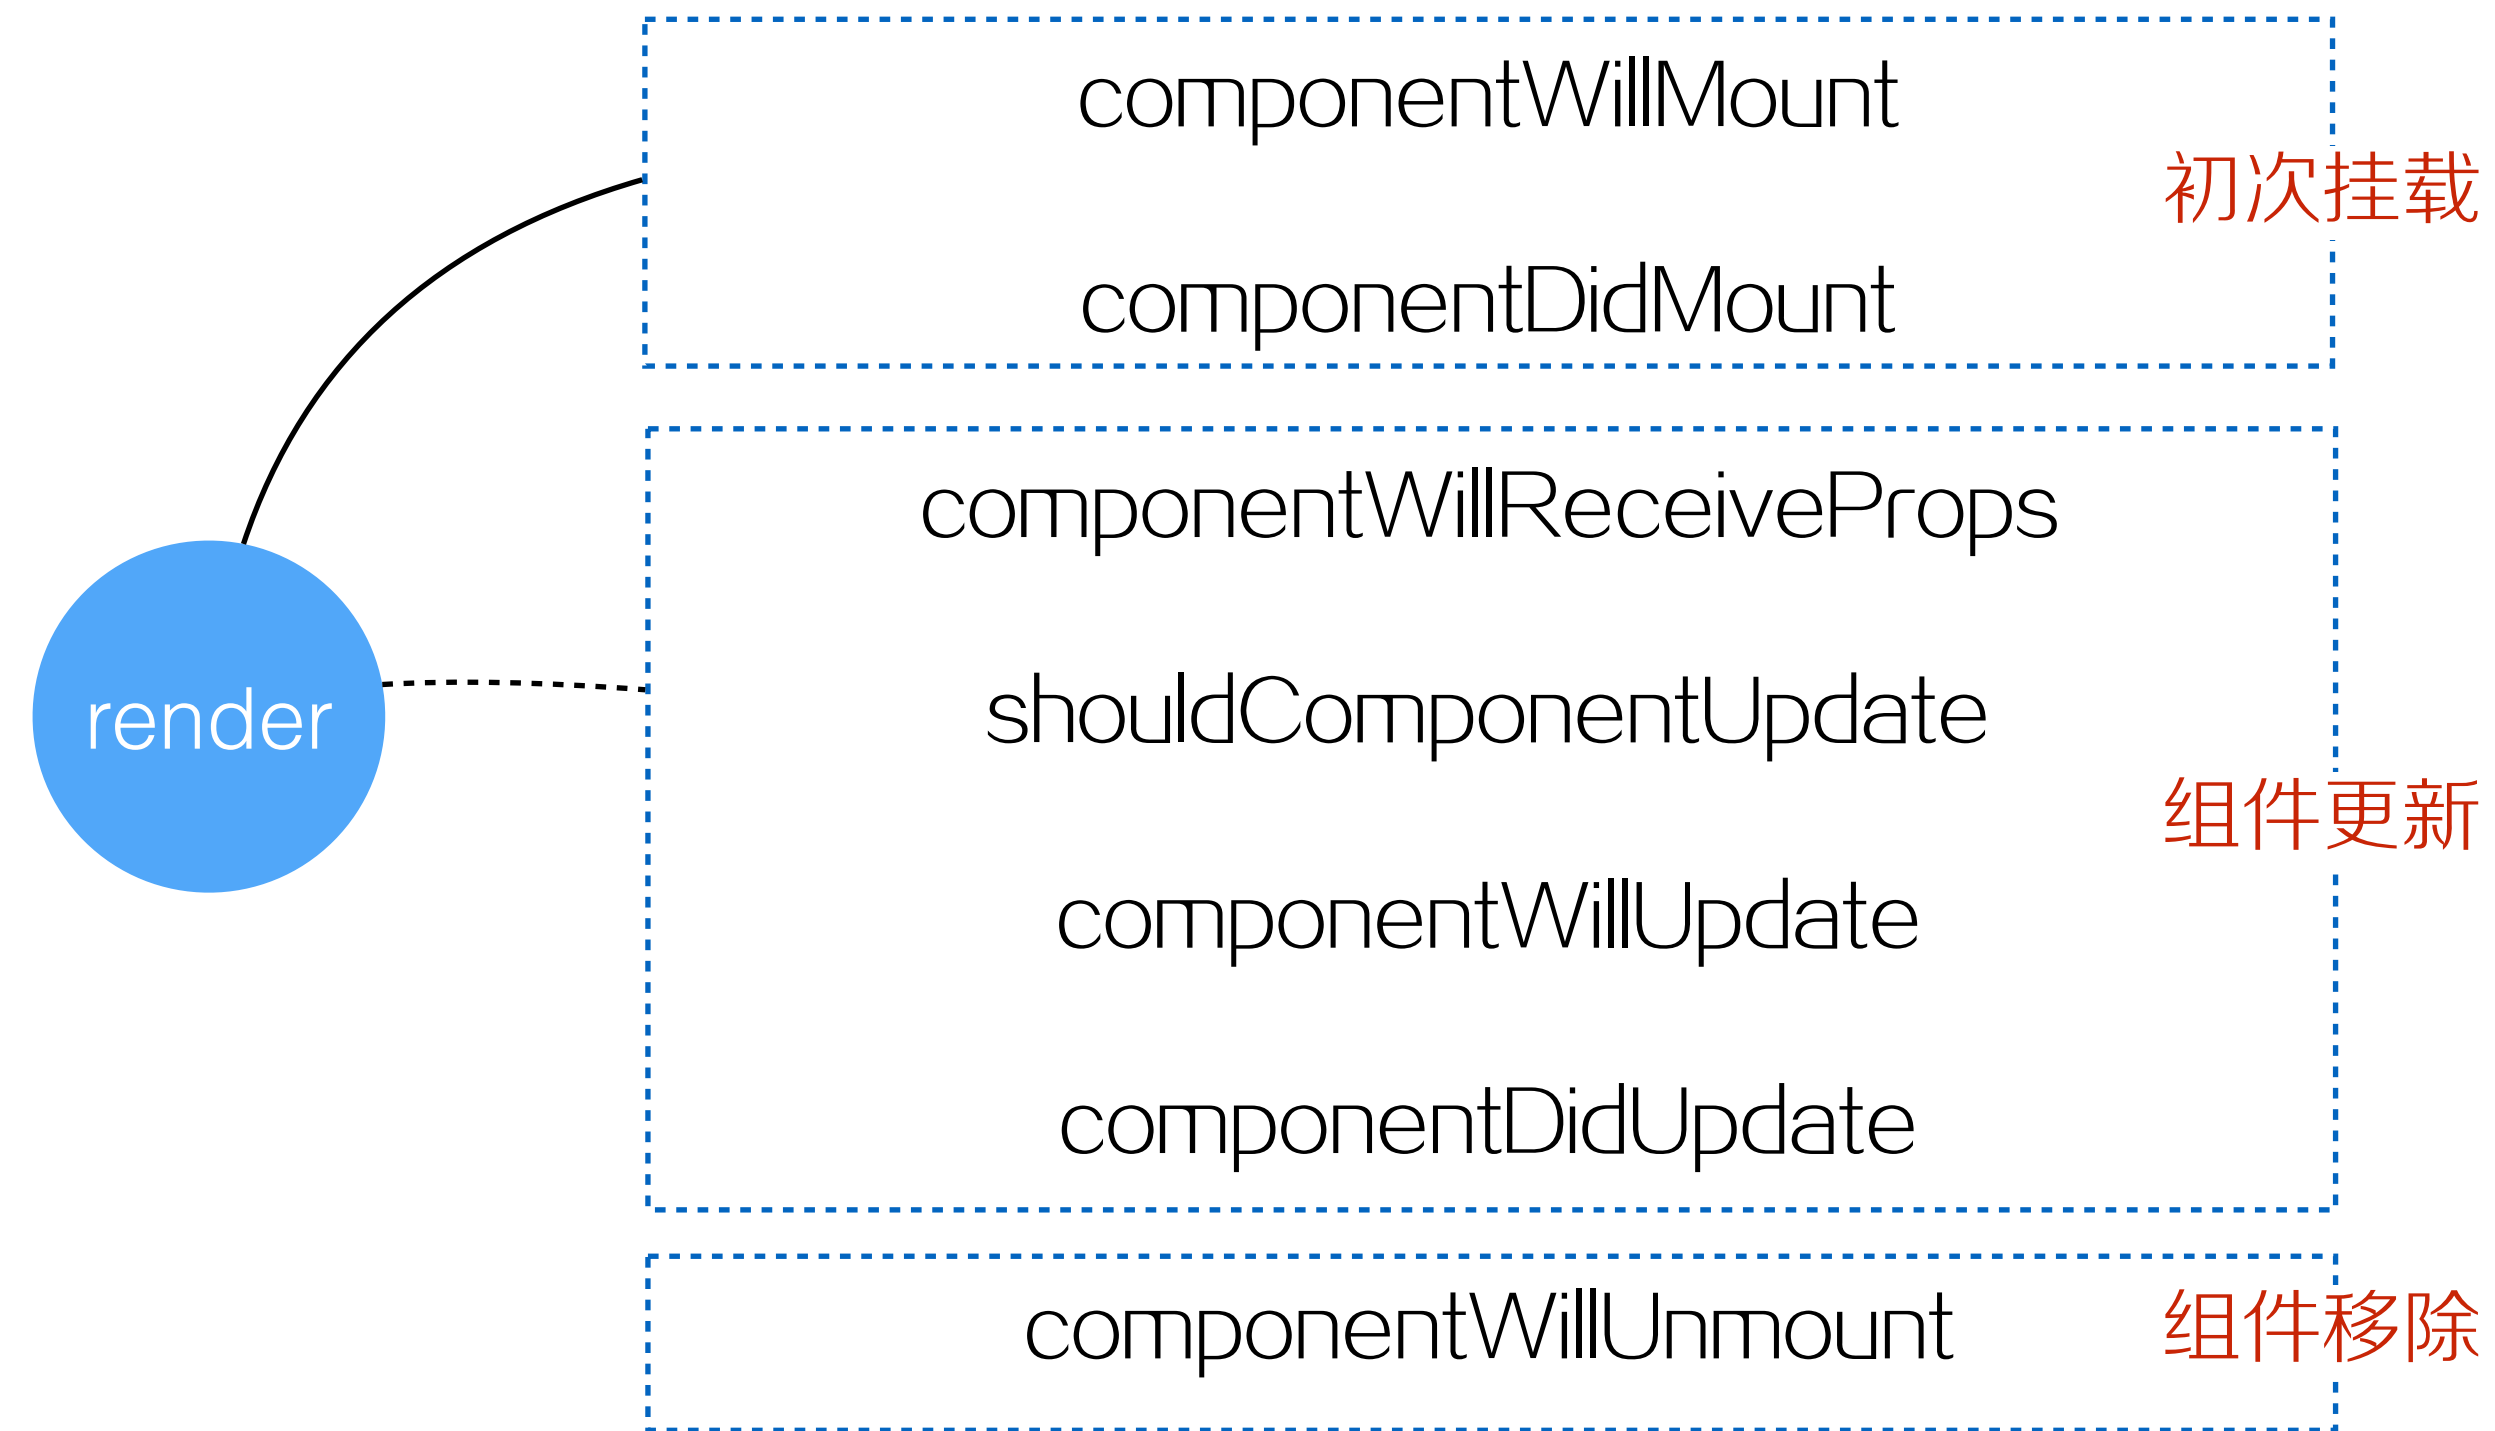 componentWillMount
初次挂载
componentDidMount
componentWillReceiveProps
shouldComponentUpdate
render
组件更新
componentWillUpdate
componentDidUpdate
componentWillUnmount
组件移除